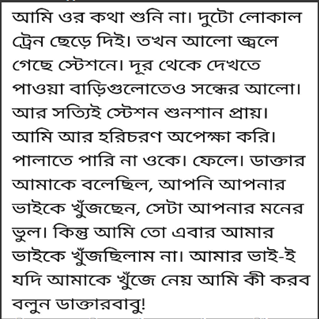 আমি ওর কথা শুনি না। দুটো লোকাল
ট্রেন ছেড়ে দিই। তখন আলো জ্বলে
গেছে স্টেশনে। দূর থেকে দেখতে
পাওয়া বাড়িগুলোতেও সন্ধের আলো।
আর সত্যিই স্টেশন শুনশান প্রায়।
আমি আর হরিচরণ অপেক্ষা করি।
পালাতে পারি না ওকে। ফেলে। ডাক্তার
আমাকে বলেছিল, আপনি আপনার
ভাইকে খুঁজছেন, সেটা আপনার মনের
ভুল। কিন্তু আমি তো এবার আমার
ভাইকে খুঁজছিলাম না। আমার ভাই-ই
যদি আমাকে খুঁজে নেয় আমি কী করব
বলুন ডাক্তারবাবু!